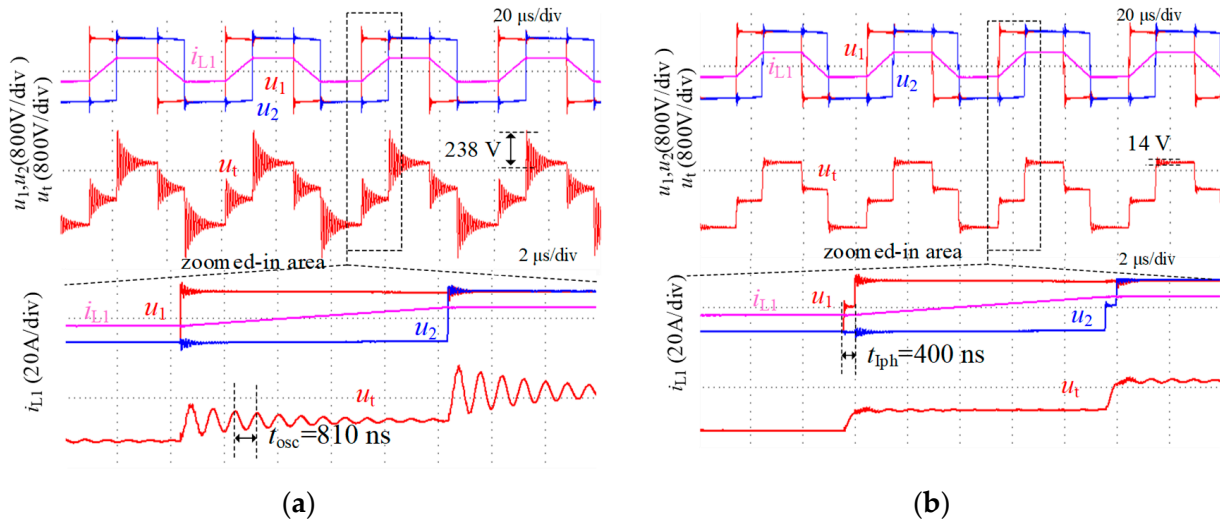 20 μs/div
u1,u2(800V/div)
ut (800V/div)
iL1
u1
u2
238 V
ut
zoomed-in area
2 μs/div
iL1 (20A/div)
iL1
u1
u2
ut
tosc=810 ns
(a)
20 μs/div
u1,u2(800V/div)
ut (800V/div)
iL1
u1
u2
14 V
ut
zoomed-in area
2 μs/div
iL1 (20A/div)
iL1
u1
u2
tIph=400 ns
ut
(b)